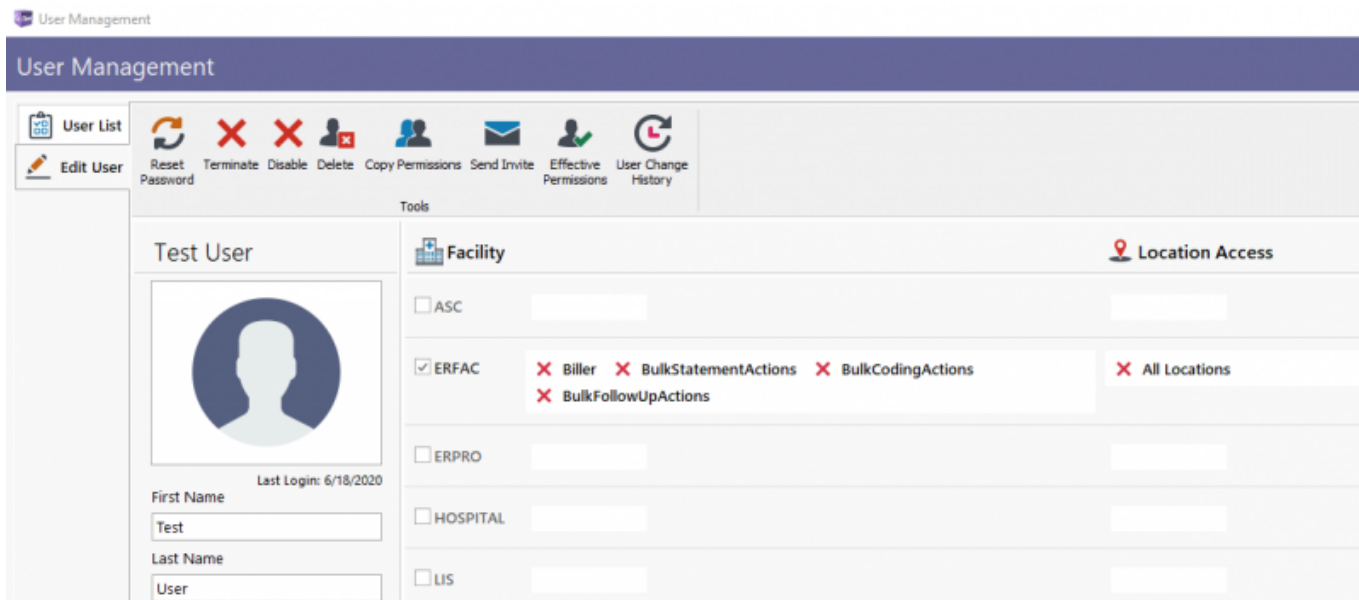 User Management
User Management
User List
Edit User
Reset Password
Terminate
Disable
Delete
Copy Permissions
Send Invite
Effective Permissions
User Change History
Tools
Test User
Last Login: 6/18/2020
First Name
Test
Last Name
User
Facility
Location Access
ASC
ERFAC
Biller BulkStatementActions BulkCodingActions
BulkFollowUpActions
All Locations
ERPRO
HOSPITAL
LIS